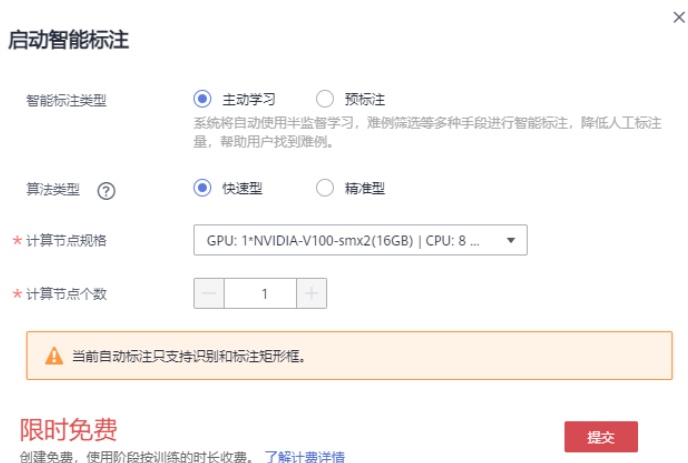 启动智能标注
智能标注类型 主动学习 预标注
系统将自动使用半监督学习，难例筛选等多种手段进行智能标注，降低人工标注
量，帮助用户找到难例。
算法类型 ? 快速型 精准型
* 计算节点规格 GPU: 1*NVIDIA-V100-smx2(16GB) | CPU: 8 ...
* 计算节点个数 — 1 +
当前自动标注只支持识别和标注矩形框。
限时免费
提交
创建免费，使用阶段按训练的时长收费。 了解计费详情